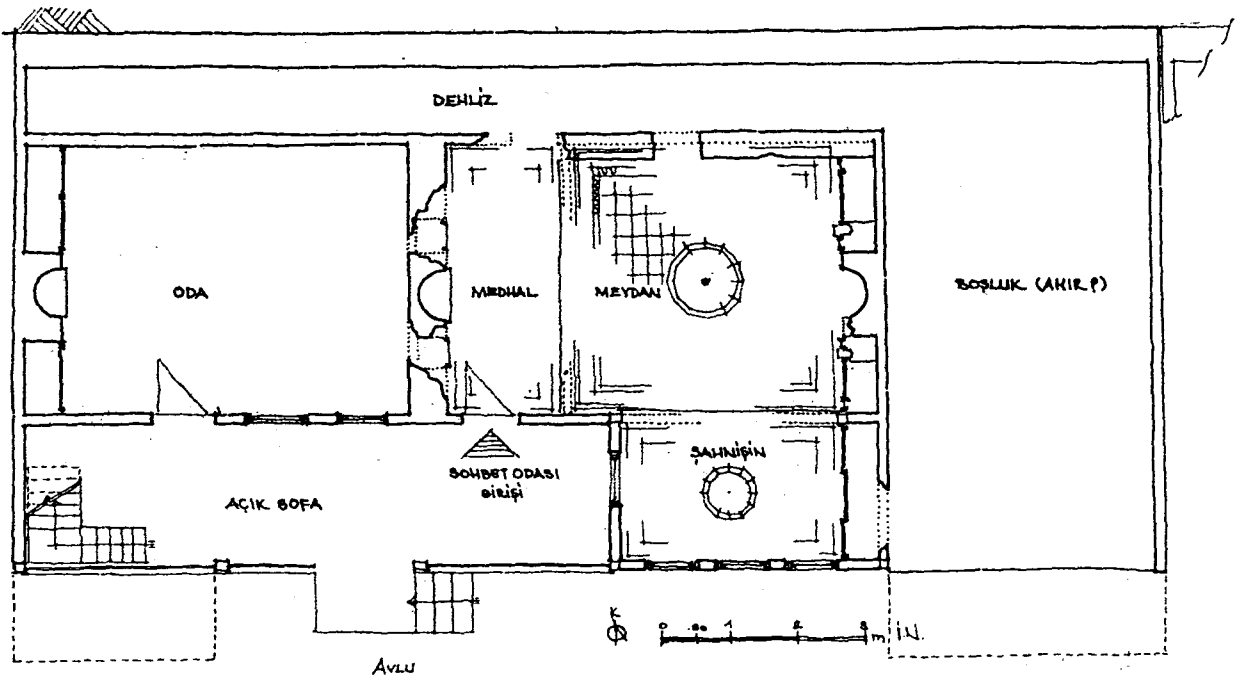 DEHLİZ
ODA
MEDHAL
MEYDAN
BOŞLUK (AHIR?)
ŞAHNİŞİN
SOHBET ODASI
GİRİŞİ
AÇIK SOFA
K
0 .50 1 2 3 m
İ.N.
AVLU